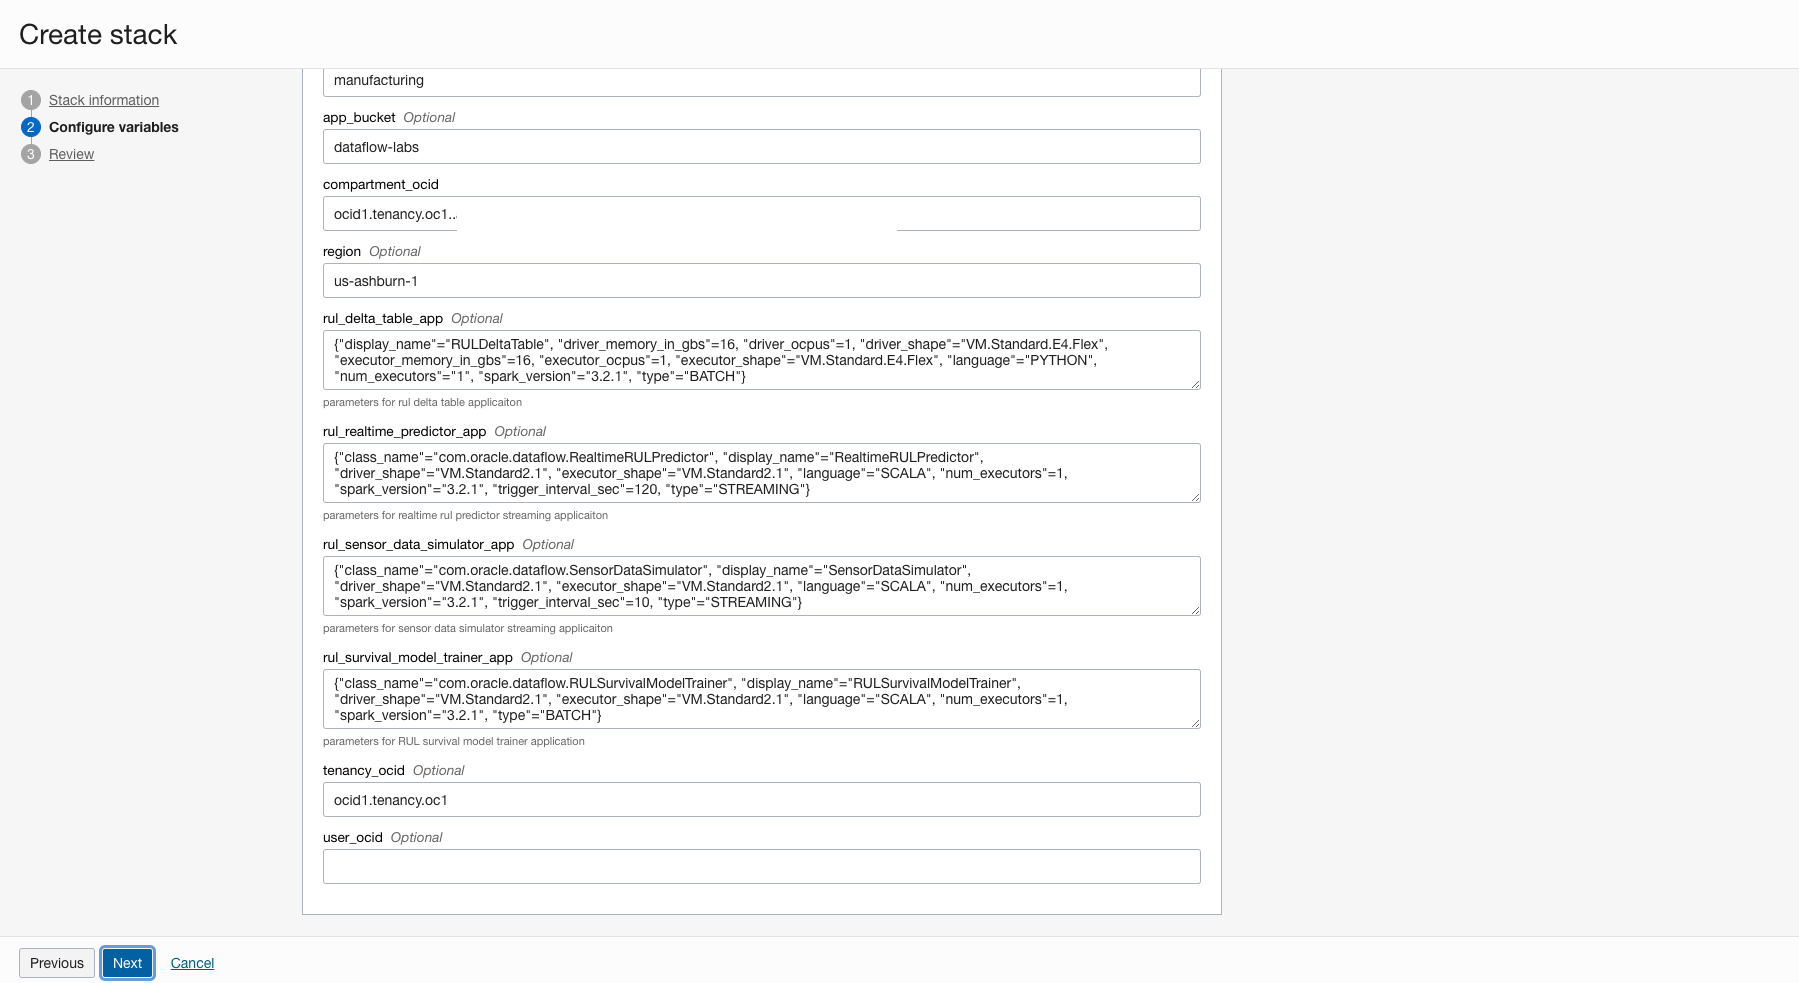 Create stack
1 Stack information
2 Configure variables
3 Review
manufacturing
app_bucket Optional
dataflow-labs
compartment_ocid
ocid1.tenancy.oc1..
region Optional
us-ashburn-1
rul_delta_table_app Optional
{"display_name"="RULDeltaTable", "driver_memory_in_gbs"=16, "driver_ocpus"=1, "driver_shape"="VM.Standard.E4.Flex",
"executor_memory_in_gbs"=16, "executor_ocpus"=1, "executor_shape"="VM.Standard.E4.Flex", "language"="PYTHON",
"num_executors"="1", "spark_version"="3.2.1", "type"="BATCH"}
parameters for rul delta table applicaiton
rul_realtime_predictor_app Optional
{"class_name"="com.oracle.dataflow.RealtimeRULPredictor", "display_name"="RealtimeRULPredictor",
"driver_shape"="VM.Standard2.1", "executor_shape"="VM.Standard2.1", "language"="SCALA", "num_executors"=1,
"spark_version"="3.2.1", "trigger_interval_sec"=120, "type"="STREAMING"}
parameters for realtime rul predictor streaming applicaiton
rul_sensor_data_simulator_app Optional
{"class_name"="com.oracle.dataflow.SensorDataSimulator", "display_name"="SensorDataSimulator",
"driver_shape"="VM.Standard2.1", "executor_shape"="VM.Standard2.1", "language"="SCALA", "num_executors"=1,
"spark_version"="3.2.1", "trigger_interval_sec"=10, "type"="STREAMING"}
parameters for sensor data simulator streaming applicaiton
rul_survival_model_trainer_app Optional
{"class_name"="com.oracle.dataflow.RULSurvivalModelTrainer", "display_name"="RULSurvivalModelTrainer",
"driver_shape"="VM.Standard2.1", "executor_shape"="VM.Standard2.1", "language"="SCALA", "num_executors"=1,
"spark_version"="3.2.1", "type"="BATCH"}
parameters for RUL survival model trainer application
tenancy_ocid Optional
ocid1.tenancy.oc1
user_ocid Optional
Previous Next Cancel